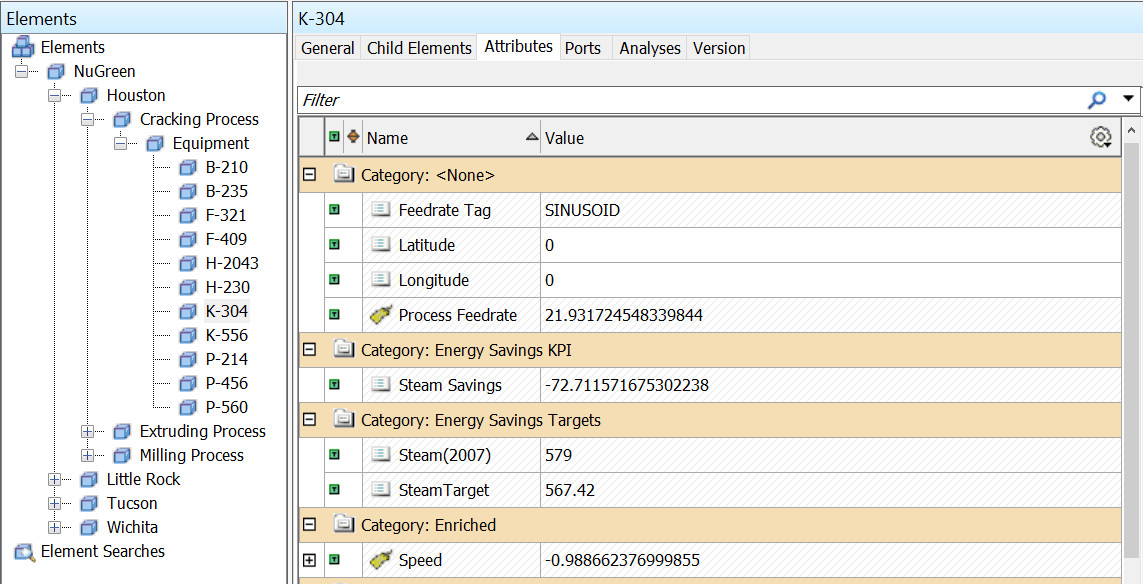 Elements
Elements
NuGreen
Houston
Cracking Process
Equipment
B-210
B-235
F-321
F-409
H-2043
H-230
K-304
K-556
P-214
P-456
P-560
Extruding Process
Milling Process
Little Rock
Tucson
Wichita
Element Searches
K-304
General Child Elements Attributes Ports Analyses Version
Filter
Name Value
Category: <None>
Feedrate Tag SINUSOID
Latitude 0
Longitude 0
Process Feedrate 21.931724548339844
Category: Energy Savings KPI
Steam Savings -72.711571675302238
Category: Energy Savings Targets
Steam(2007) 579
SteamTarget 567.42
Category: Enriched
Speed -0.988662376999855